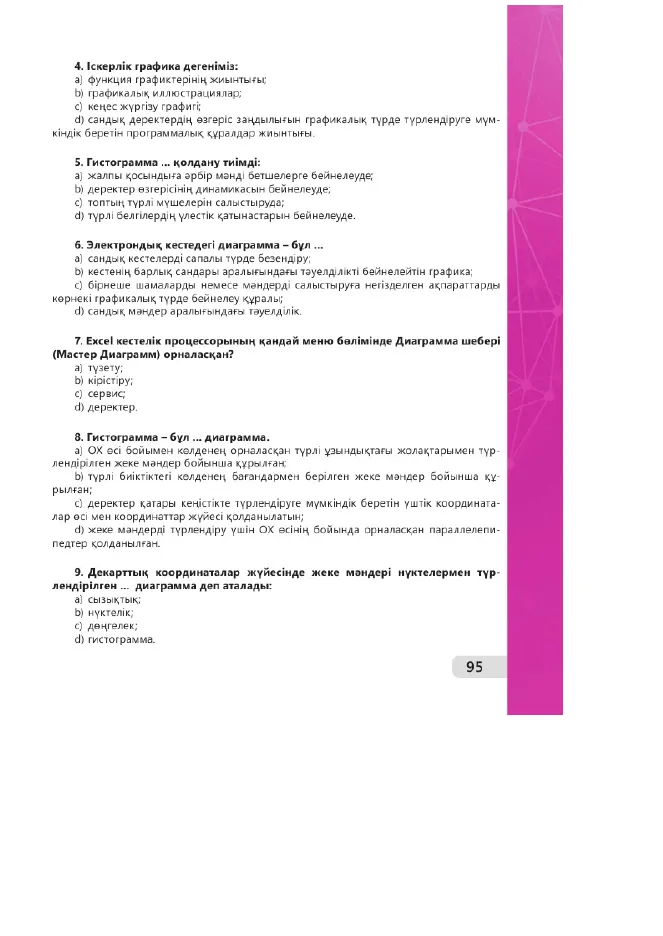 4. Іскерлік графика дегеніміз:
a) функция графиктерінің жиынтығы;
b) графикалық иллюстрациялар;
c) кеңес жүргізу графигі;
d) сандық деректердің өзгеріс заңдылығын графикалық түрде түрлендіруге мүм-
кіндік беретін программалық құралдар жиынтығы.
5. Гистограмма ... қолдану тиімді:
a) жалпы қосындыға әрбір мәнді бетшелерге бейнелеуде;
b) деректер өзгерісінің динамикасын бейнелеуде;
c) топтың түрлі мүшелерін салыстыруда;
d) түрлі белгілердің үлестік қатынастарын бейнелеуде.
6. Электрондық кестедегі диаграмма – бұл ...
a) сандық кестелерді сапалы түрде безендіру;
b) кестенің барлық сандары аралығындағы тәуелділікті бейнелейтін графика;
c) бірнеше шамаларды немесе мәндерді салыстыруға негізделген ақпараттарды
көрнекі графикалық түрде бейнелеу құралы;
d) сандық мәндер аралығындағы тәуелділік.
7. Excel кестелік процессорының қандай меню бөлімінде Диаграмма шебері
(Мастер Диаграмм) орналасқан?
a) түзету;
b) кірістіру;
c) сервис;
d) деректер.
8. Гистограмма – бұл ... диаграмма.
a) OX өсі бойымен көлденең орналасқан түрлі ұзындықтағы жолақтарымен түр-
лендірілген жеке мәндер бойынша құрылған;
b) түрлі биіктіктегі көлденең бағандармен берілген жеке мәндер бойынша құ-
рылған;
c) деректер қатары кеңістікте түрлендіруге мүмкіндік беретін үштік координата-
лар өсі мен координаттар жүйесі қолданылатын;
d) жеке мәндерді түрлендіру үшін OX өсінің бойында орналасқан параллелепи-
педтер қолданылған.
9. Декарттық координаталар жүйесінде жеке мәндері нүктелермен түр-
лендірілген ... диаграмма деп аталады:
a) сызықтық;
b) нүктелік;
c) дөңгелек;
d) гистограмма.
95